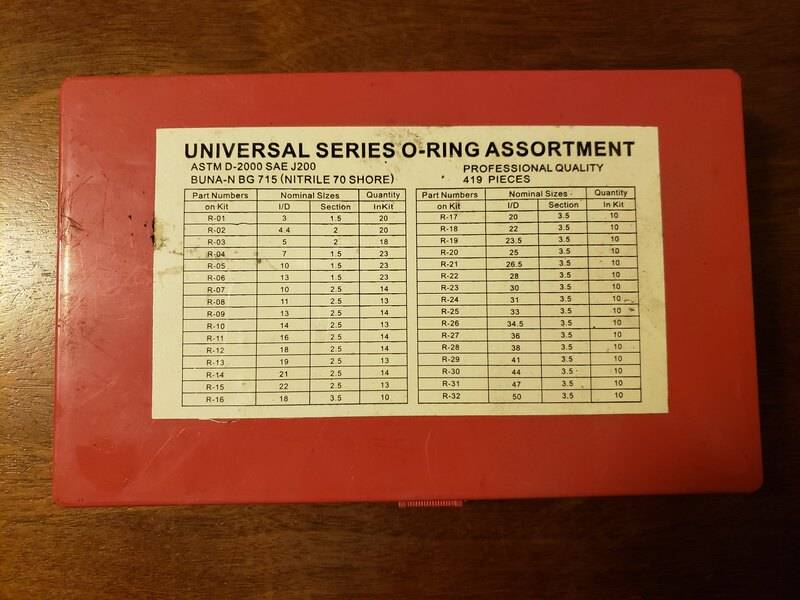 UNIVERSAL SERIES O-RING ASSORTMENT
ASTM D-2000 SAE J200
BUNA-N BG 715 (NITRILE 70 SHORE)
PROFESSIONAL QUALITY
419 PIECES
Part Numbers Nominal Sizes Quantity
on Kit I/D Section InKit
R-01 3 1.5 20
R-02 4.4 2 20
R-03 5 2 18
R-04 7 1.5 23
R-05 10 1.5 23
R-06 13 1.5 23
R-07 10 2.5 14
R-08 11 2.5 13
R-09 13 2.5 14
R-10 14 2.5 13
R-11 16 2.5 14
R-12 18 2.5 14
R-13 19 2.5 13
R-14 21 2.5 14
R-15 22 2.5 13
R-16 18 3.5 10
Part Numbers Nominal Sizes Quantity
on Kit I/D Section In Kit
R-17 20 3.5 10
R-18 22 3.5 10
R-19 23.5 3.5 10
R-20 25 3.5 10
R-21 26.5 3.5 10
R-22 28 3.5 10
R-23 30 3.5 10
R-24 31 3.5 10
R-25 33 3.5 10
R-26 34.5 3.5 10
R-27 36 3.5 10
R-28 38 3.5 10
R-29 41 3.5 10
R-30 44 3.5 10
R-31 47 3.5 10
R-32 50 3.5 10